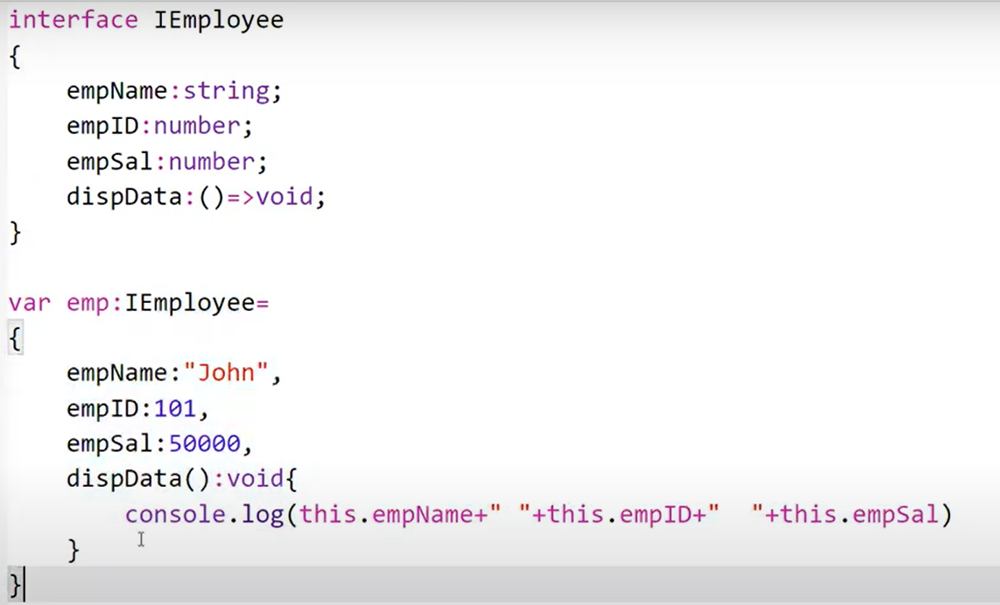 interface IEmployee
{
    empName:string;
    empID:number;
    empSal:number;
    dispData:()=>void;
}

var emp:IEmployee=
{
    empName:"John",
    empID:101,
    empSal:50000,
    dispData():void{
        console.log(this.empName+" "+this.empID+"  "+this.empSal)
    }
}